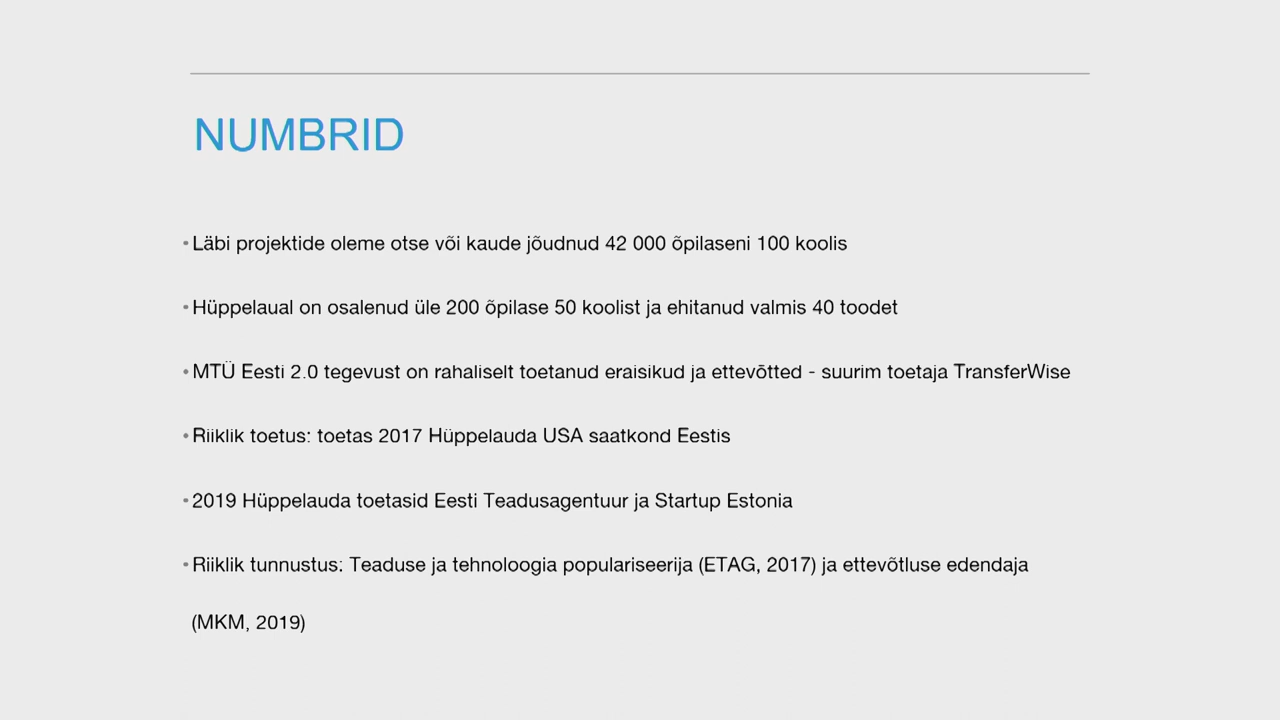 NUMBRID
• Läbi projektide oleme otse või kaude jõudnud 42 000 õpilaseni 100 koolis
• Hüppelaual on osalenud üle 200 õpilase 50 koolist ja ehitanud valmis 40 toodet
• MTÜ Eesti 2.0 tegevust on rahaliselt toetanud eraisikud ja ettevõtted - suurim toetaja TransferWise
• Riiklik toetus: toetas 2017 Hüppelauda USA saatkond Eestis
• 2019 Hüppelauda toetasid Eesti Teadusagentuur ja Startup Estonia
• Riiklik tunnustus: Teaduse ja tehnoloogia populariseerija (ETAG, 2017) ja ettevõtluse edendaja
(MKM, 2019)